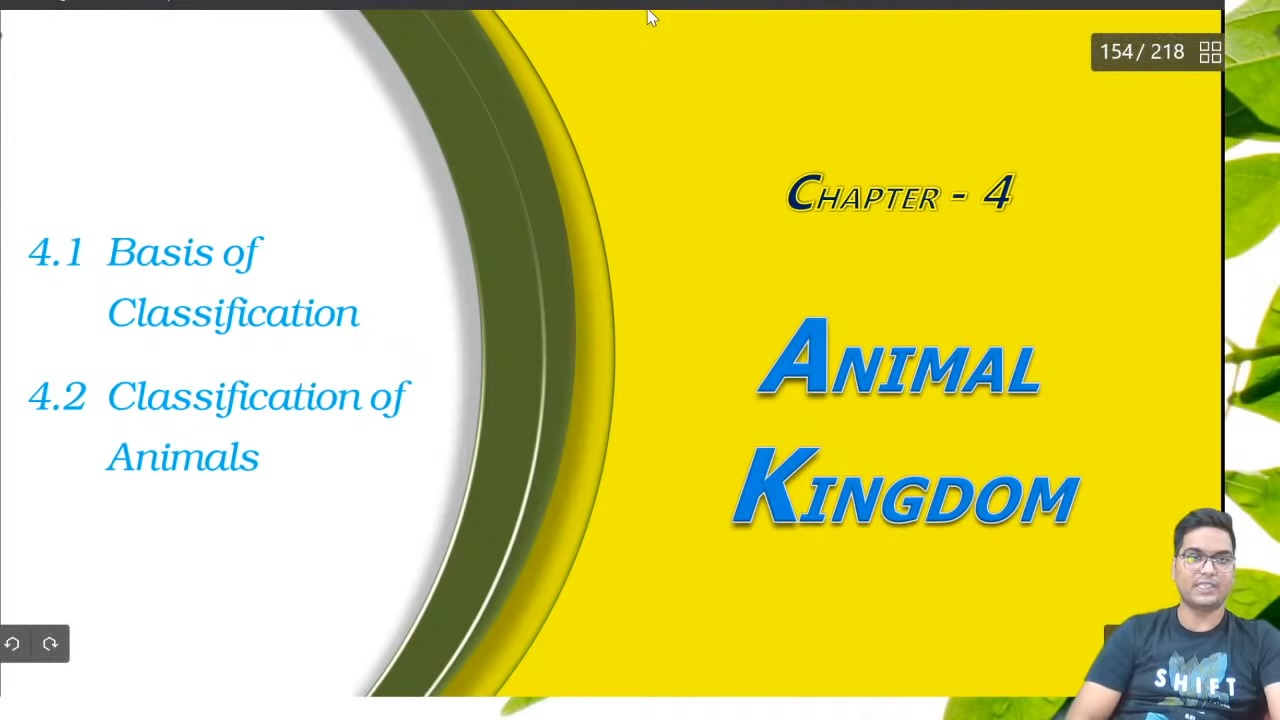 154 / 218
CHAPTER - 4
4.1 Basis of
Classification
ANIMAL
4.2 Classification of
Animals
KINGDOM
SHIFT